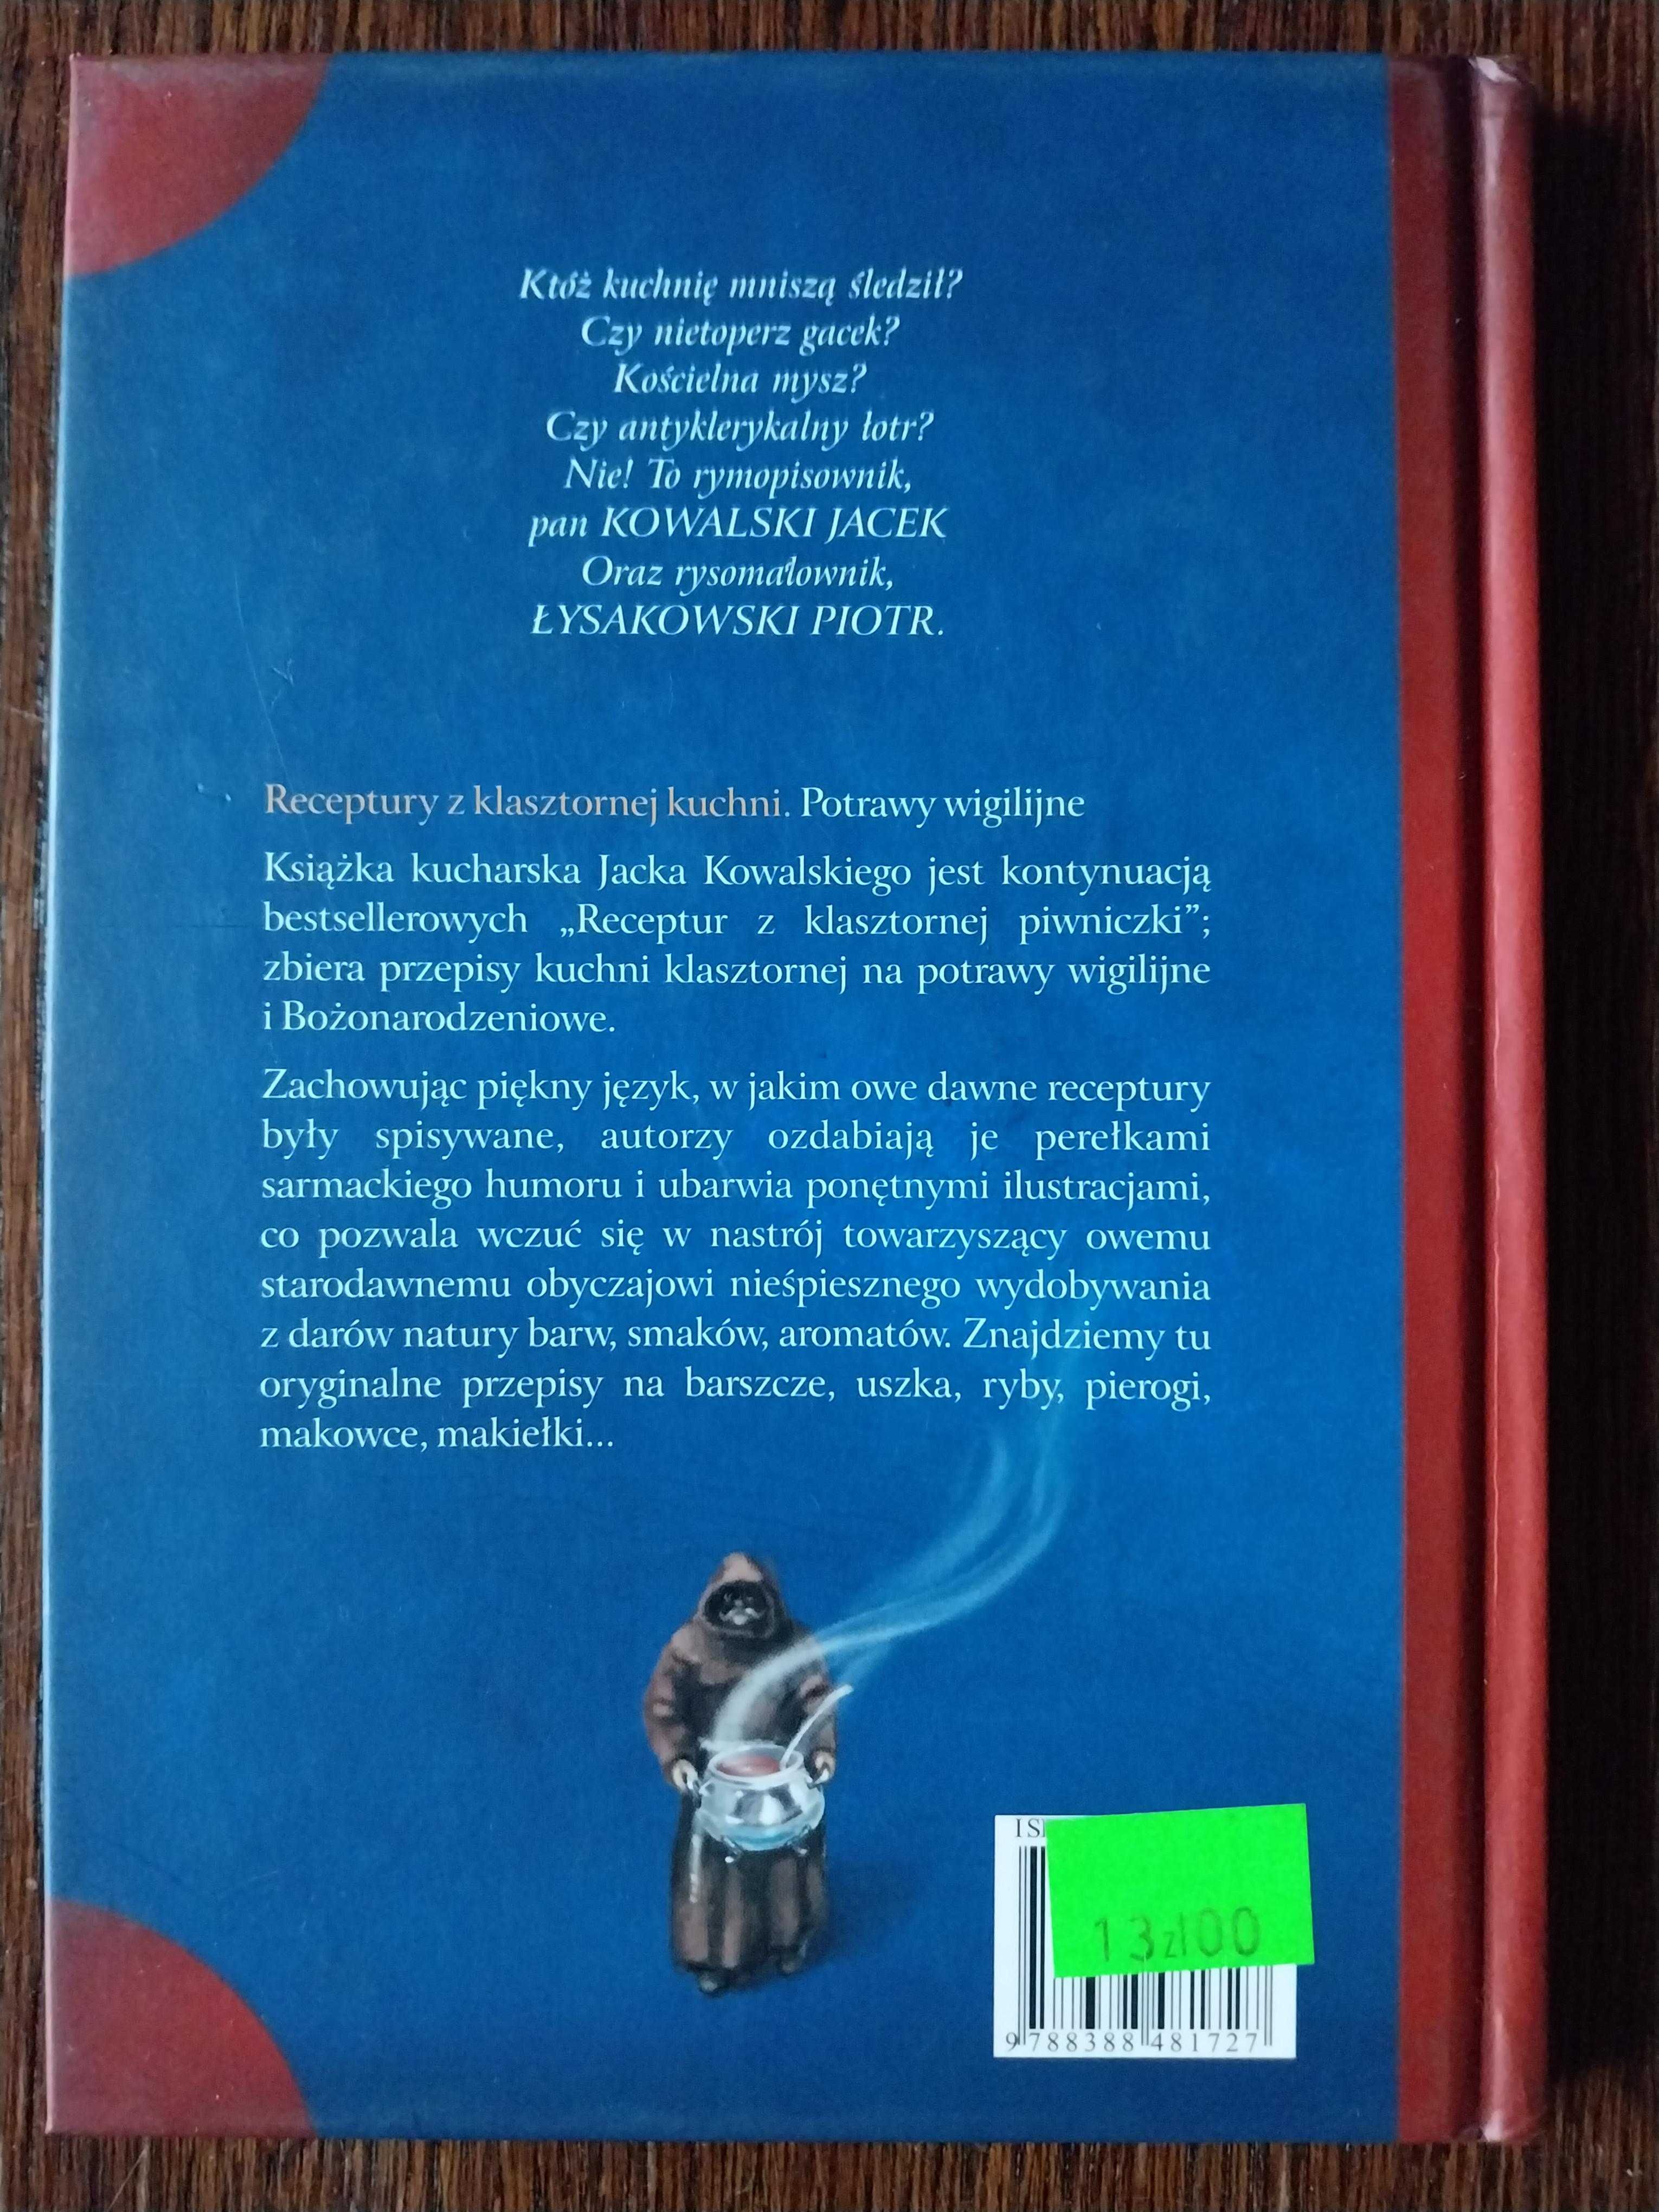 Któż kuchnię mniszą śledził?
Czy nietoperz gacek?
Kościelna mysz?
Czy antyklerykalny łotr?
Nie! To rymopisownik,
pan KOWALSKI JACEK
Oraz rysomalownik,
ŁYSAKOWSKI PIOTR.
Receptury z klasztornej kuchni. Potrawy wigilijne
Książka kucharska Jacka Kowalskiego jest kontynuacją
bestsellerowych „Receptur z klasztornej piwniczki”;
zbiera przepisy kuchni klasztornej na potrawy wigilijne
i Bożonarodzeniowe.
Zachowując piękny język, w jakim owe dawne receptury
były spisywane, autorzy ozdabiają je perełkami
sarmackiego humoru i ubarwia ponętnymi ilustracjami,
co pozwala wczuć się w nastrój towarzyszący owemu
starodawnemu obyczajowi nieśpiesznego wydobywania
z darów natury barw, smaków, aromatów. Znajdziemy tu
oryginalne przepisy na barszcze, uszka, ryby, pierogi,
makowce, makiełki...
13zł00
9 788388 481727